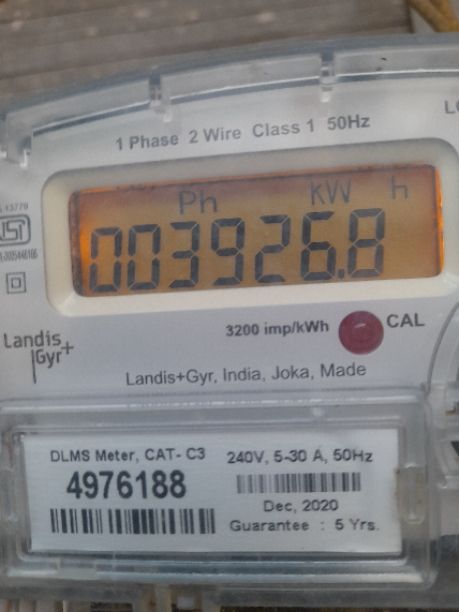 1 Phase 2 Wire Class 1 50Hz
Ph KW h
003926.8
3200 imp/kWh
CAL
Landis
Gyr+
Landis+Gyr, India, Joka, Made
DLMS Meter, CAT- C3
4976188
240V, 5-30 A, 50Hz
Dec, 2020
Guarantee : 5 Yrs.